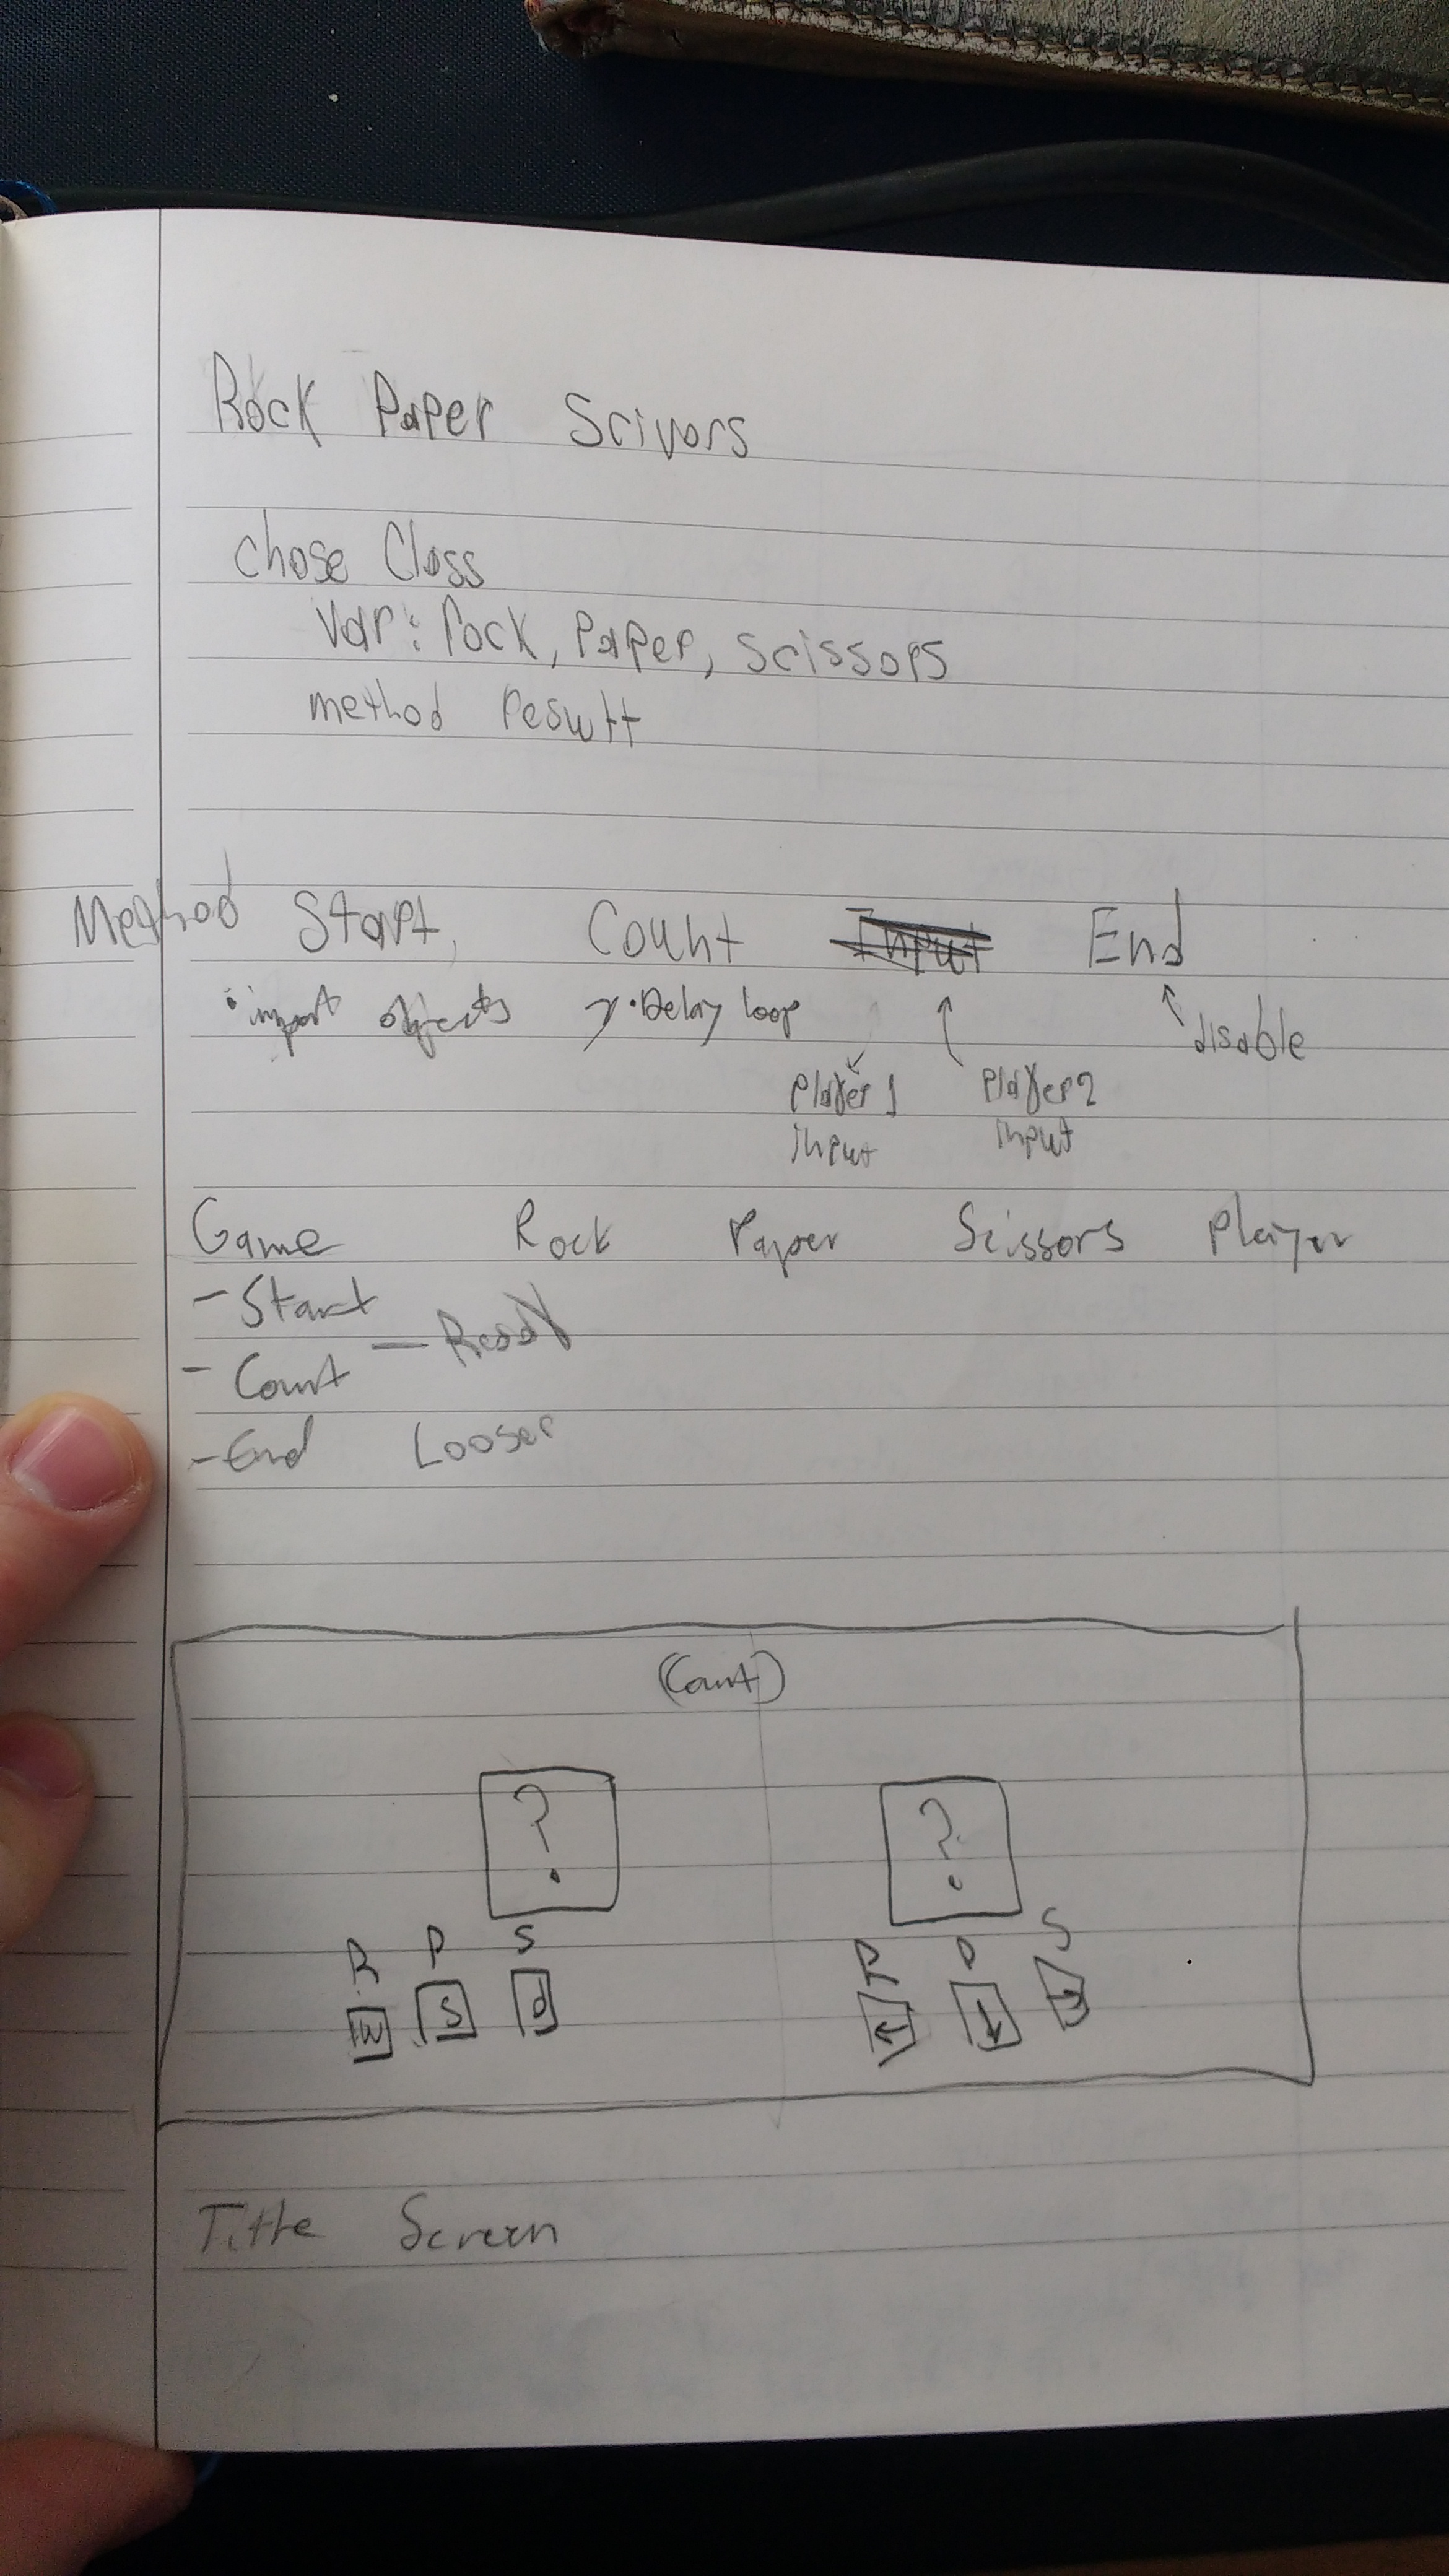 Rock Paper Scivors
chose Class
var: rock, paper, scissors
method result
Method Start, Count Input End
• import objects • Delay loop
disable
player 1 player 2
input input
Game Rock Paper Scissors Player
- Start
- Ready
- Count
- End Looser
(Count)
? ?
R P S R P S
W S d ← ↓ →
Title Screen